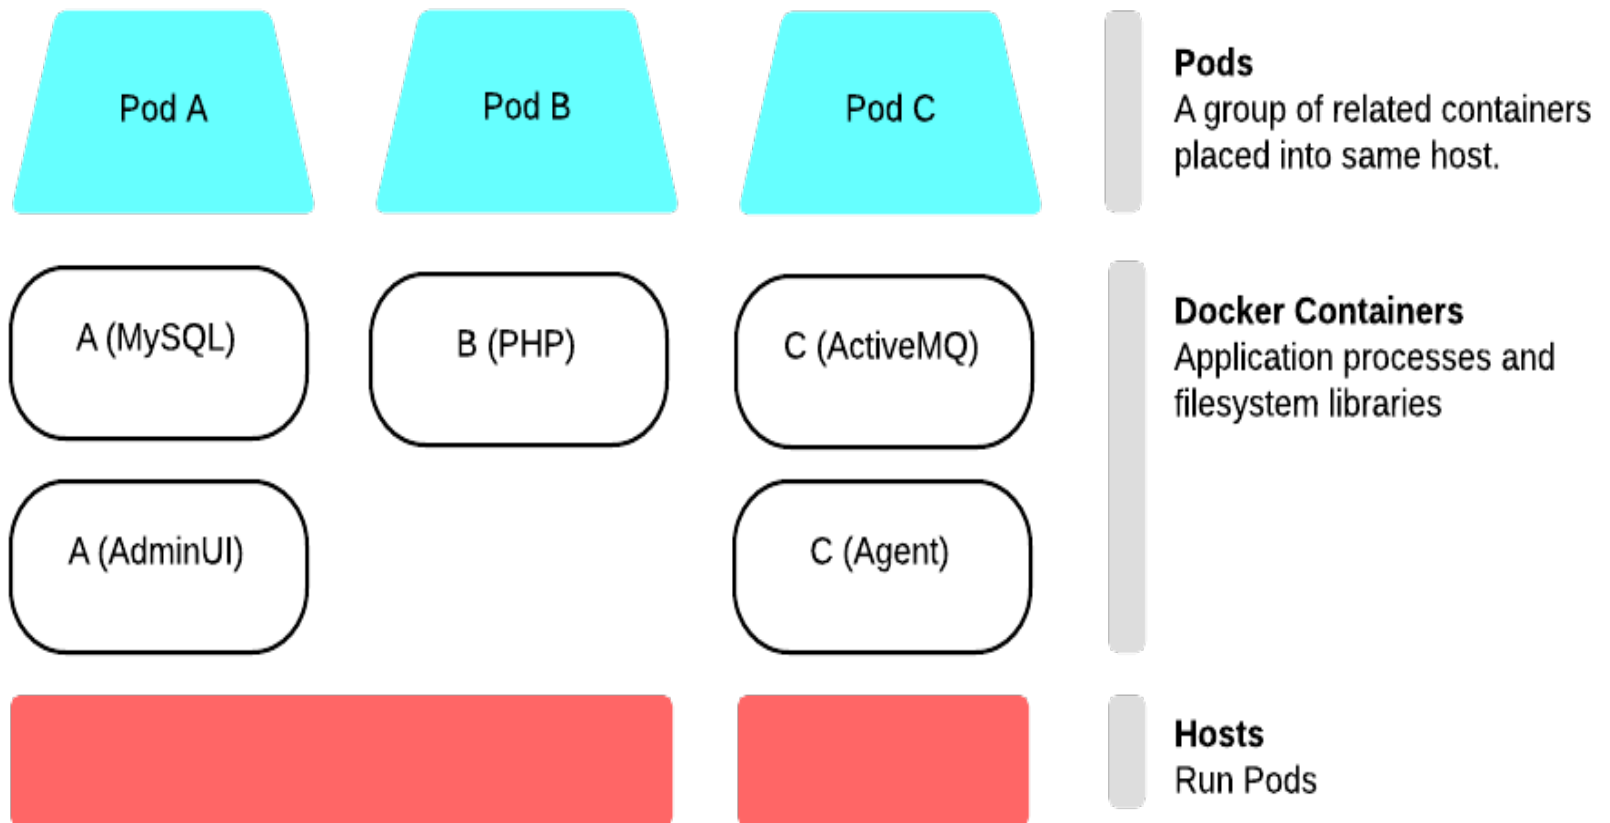 Pod A
Pod B
Pod C
Pods
A group of related containers
placed into same host.
A (MySQL)
B (PHP)
C (ActiveMQ)
Docker Containers
Application processes and
filesystem libraries
A (AdminUI)
C (Agent)
Hosts
Run Pods